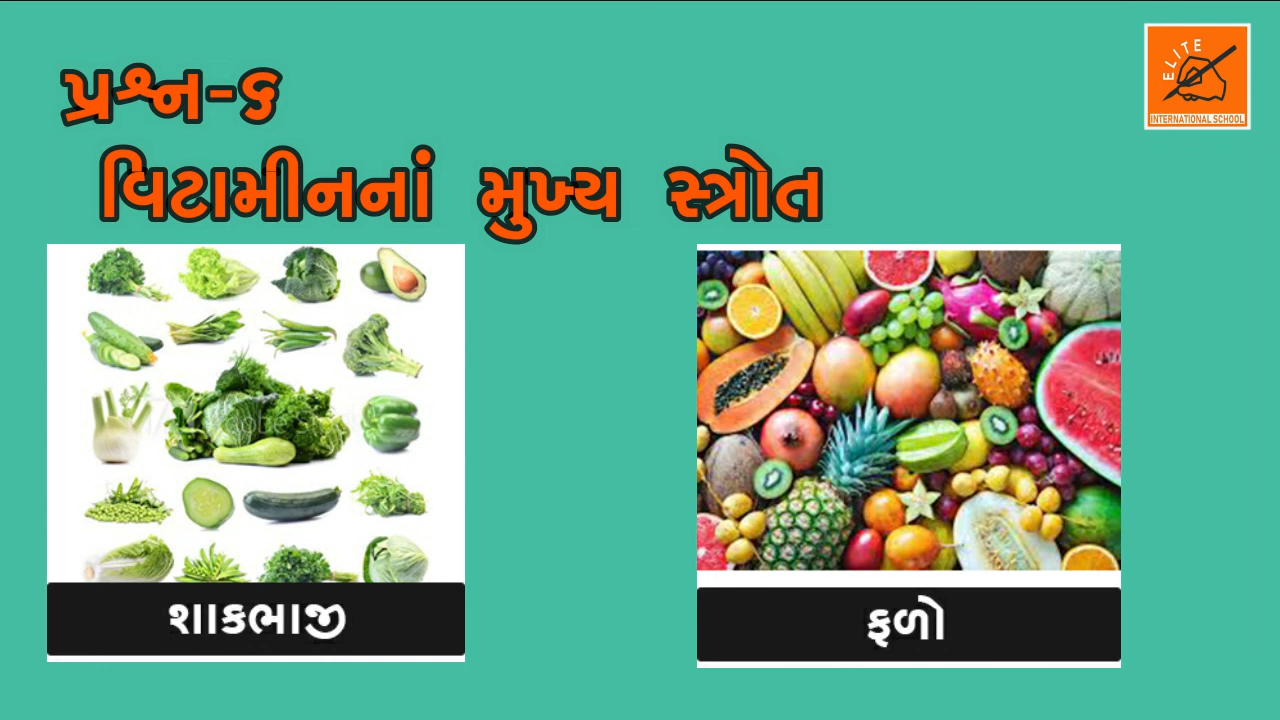 પ્રશ્ન-૬
વિટામીનનાં મુખ્ય સ્ત્રોત
ELITE
INTERNATIONAL SCHOOL
શાકભાજી
ફળો